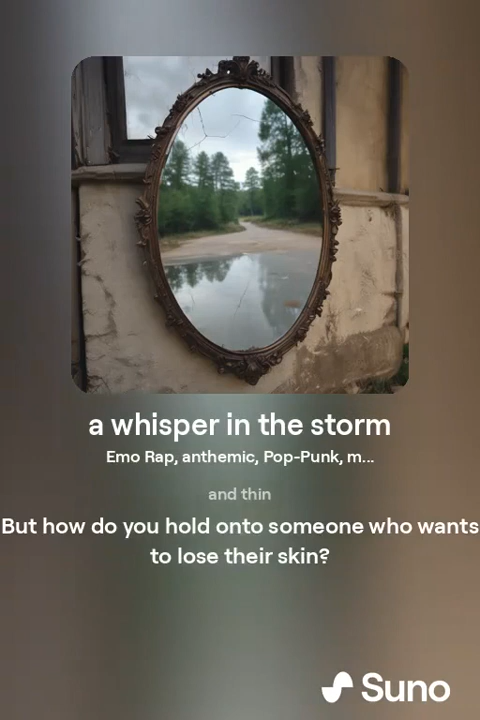 a whisper in the storm
Emo Rap, anthemic, Pop-Punk, m...
and thin
But how do you hold onto someone who wants
to lose their skin?
Suno